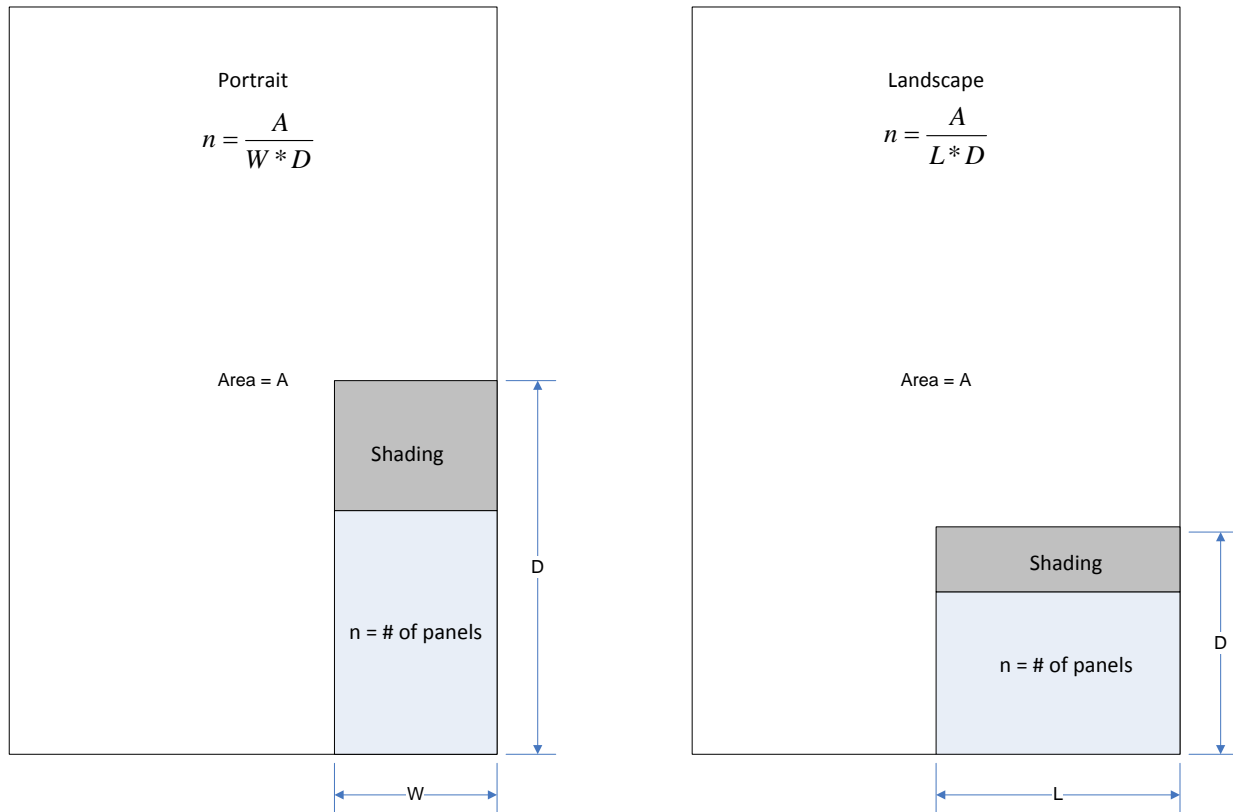 Portrait
n = A / W * D
Area = A
Shading
D
n = # of panels
W
Landscape
n = A / L * D
Area = A
Shading
D
n = # of panels
L